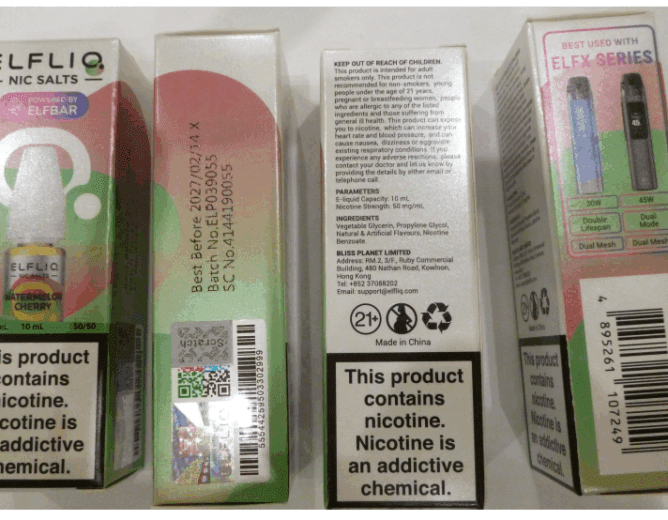 ELFLIQ
NIC SALTS
POWERED BY
ELFBAR
ELFLIQ
WATERMELON
CHERRY
10 mL 50/50
is product
contains
nicotine.
Nicotine is
addictive
chemical.
Best Before 2027/02/14 X
Batch No.ELP039055
SC No.4144190055
Scratch
55544259503302999
KEEP OUT OF REACH OF CHILDREN.
This product is intended for adult
smokers only. This product is not
recommended for non-smokers, young
people under the age of 21 years,
pregnant or breastfeeding women, people
who are allergic to any of the listed
ingredients and those suffering from
general ill health. This product can expose
you to nicotine, which can increase your
heart rate and blood pressure, and can
cause nausea, dizziness or aggravate
existing respiratory conditions. If you
experience any adverse reactions, please
contact your doctor and let us know by
providing the details by either email or
telephone call.
PARAMETERS
E-liquid Capacity: 10 mL
Nicotine Strength: 50 mg/mL
INGREDIENTS
Vegetable Glycerin, Propylene Glycol,
Natural & Artificial Flavours, Nicotine
Benzoate.
BLISS PLANET LIMITED
Address: RM.2, 3/F., Ruby Commercial
Building, 480 Nathan Road, Kowloon,
Hong Kong
Tel: +852 37088202
Email: support@elfliq.com
21+
Made in China
This product
contains
nicotine.
Nicotine is
an addictive
chemical.
BEST USED WITH
ELFX SERIES
30W 45W
Double Lifespan Dual Mode
Dual Mesh Dual Mesh
This product
contains
nicotine.
Nicotine is
an addictive
chemical.
4 895261 107249